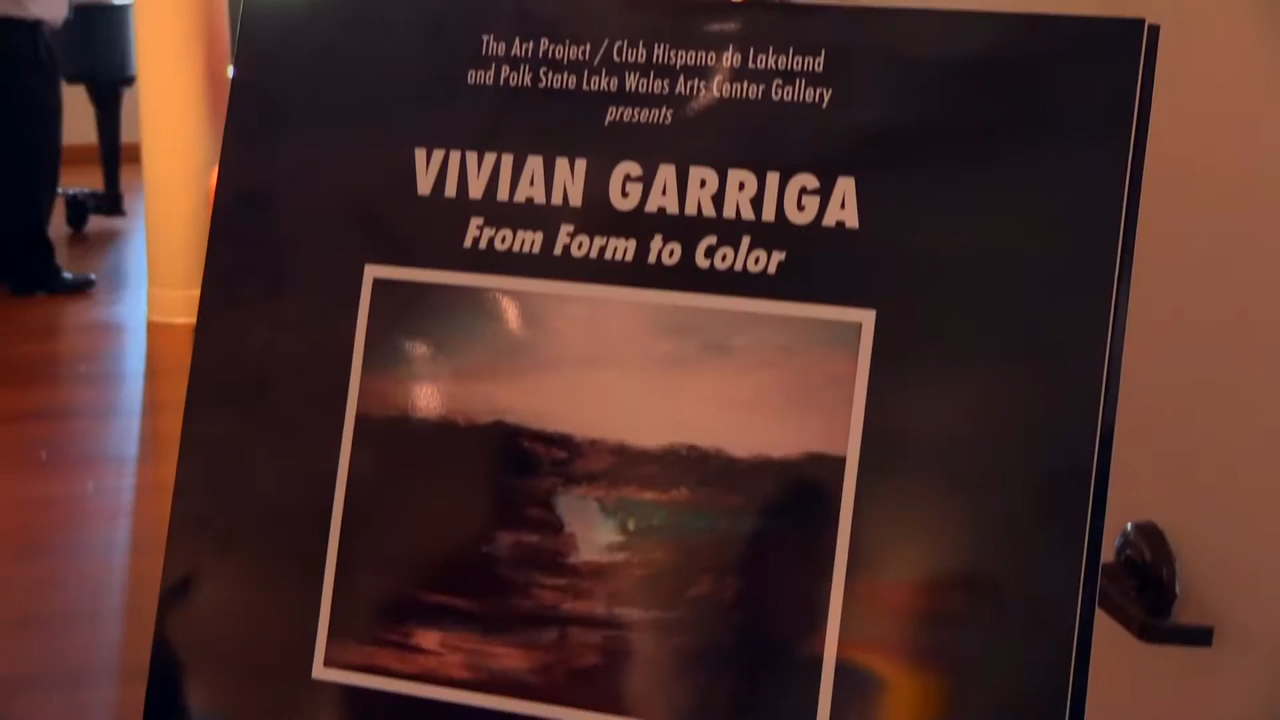 The Art Project / Club Hispano de Lakeland
and Polk State Lake Wales Arts Center Gallery
presents
VIVIAN GARRIGA
From Form to Color